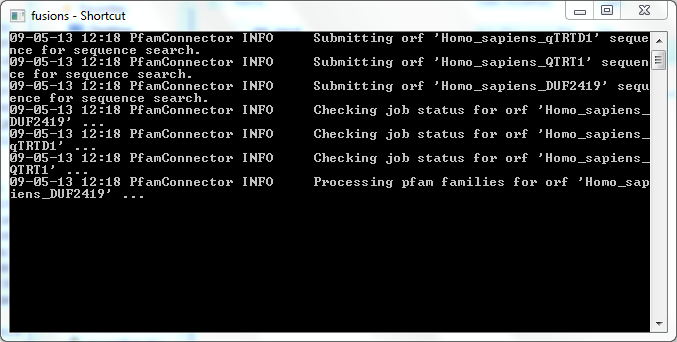 fusions - Shortcut
09-05-13 12:18 PfamConnector INFO     Submitting orf 'Homo_sapiens_qTRTD1' seque
nce for sequence search.
09-05-13 12:18 PfamConnector INFO     Submitting orf 'Homo_sapiens_QTRT1' sequen
ce for sequence search.
09-05-13 12:18 PfamConnector INFO     Submitting orf 'Homo_sapiens_DUF2419' sequ
ence for sequence search.
09-05-13 12:18 PfamConnector INFO     Checking job status for orf 'Homo_sapiens_
DUF2419' ...
09-05-13 12:18 PfamConnector INFO     Checking job status for orf 'Homo_sapiens_
qTRTD1' ...
09-05-13 12:18 PfamConnector INFO     Checking job status for orf 'Homo_sapiens_
QTRT1' ...
09-05-13 12:18 PfamConnector INFO     Processing pfam families for orf 'Homo_sap
iens_DUF2419' ...